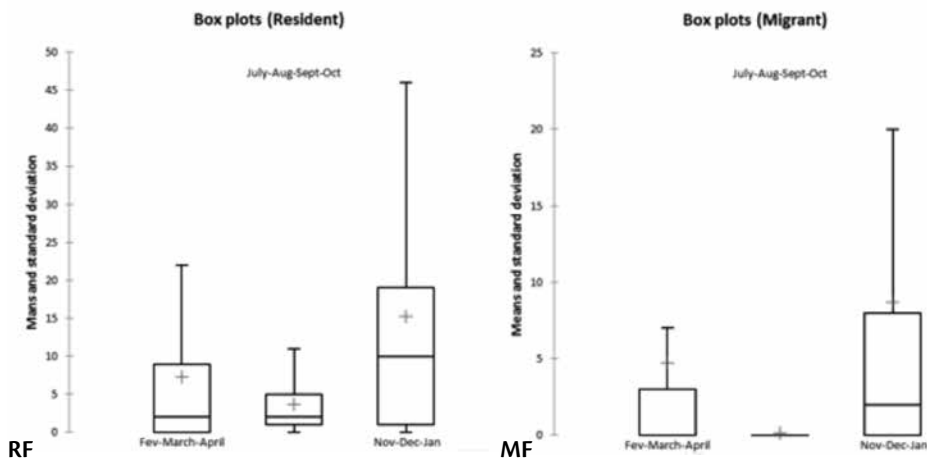 Box plots (Resident)
July-Aug-Sept-Oct
Mans and standard deviation
50
45
40
35
30
25
20
15
10
5
0
Fev-March-April
Nov-Dec-Jan
RF
Box plots (Migrant)
July-Aug-Sept-Oct
Means and standard deviation
25
20
15
10
5
0
Fev-March-April
Nov-Dec-Jan
MF